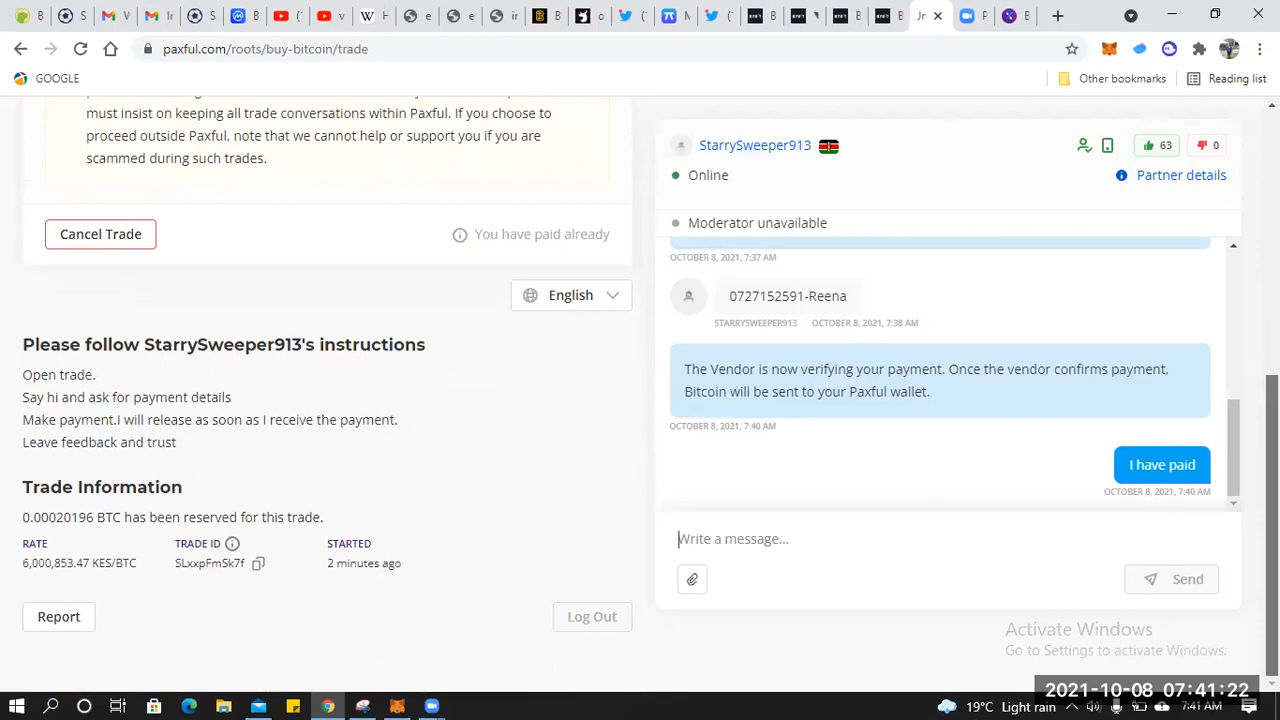 paxful.com/roots/buy-bitcoin/trade
GOOGLE
Other bookmarks
Reading list
must insist on keeping all trade conversations within Paxful. If you choose to
proceed outside Paxful, note that we cannot help or support you if you are
scammed during such trades.
Cancel Trade
You have paid already
English
Please follow StarrySweeper913's instructions
Open trade.
Say hi and ask for payment details
Make payment.I will release as soon as I receive the payment.
Leave feedback and trust
Trade Information
0.00020196 BTC has been reserved for this trade.
RATE
TRADE ID
STARTED
6,000,853.47 KES/BTC
SLxxpFmSk7f
2 minutes ago
Report
Log Out
StarrySweeper913
63
0
Online
Partner details
Moderator unavailable
OCTOBER 8, 2021, 7:37 AM
0727152591-Reena
STARRYSWEEPER913 OCTOBER 8, 2021, 7:38 AM
The Vendor is now verifying your payment. Once the vendor confirms payment,
Bitcoin will be sent to your Paxful wallet.
OCTOBER 8, 2021, 7:40 AM
I have paid
OCTOBER 8, 2021, 7:40 AM
Write a message...
Send
Activate Windows
Go to Settings to activate Windows.
2021-10-08 07:41:22
19°C Light rain
7:41 AM